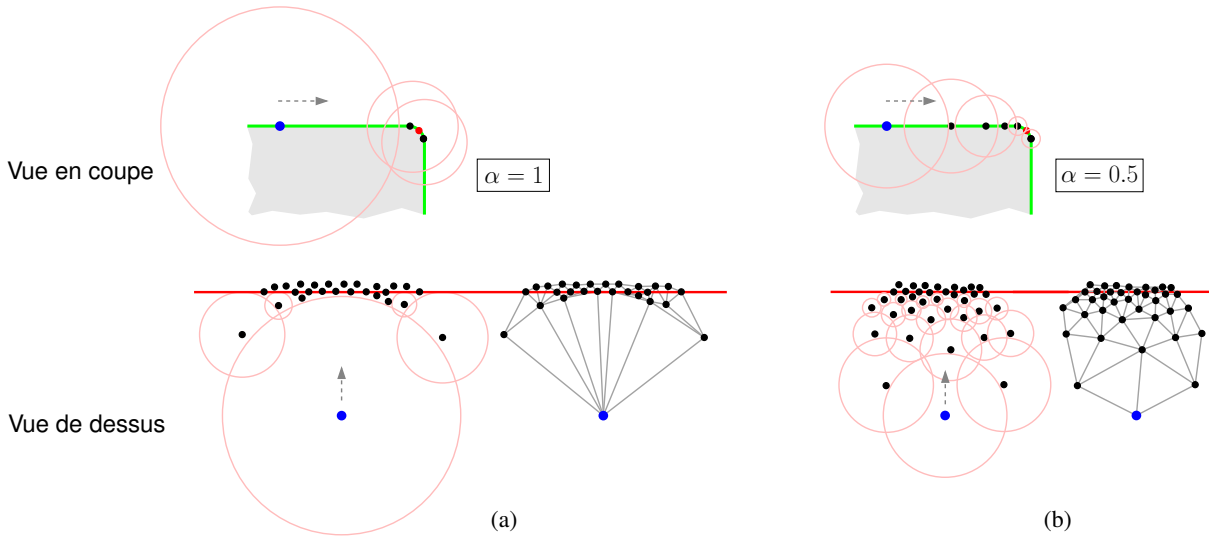 Vue en coupe
α = 1
α = 0.5
Vue de dessus
(a)
(b)